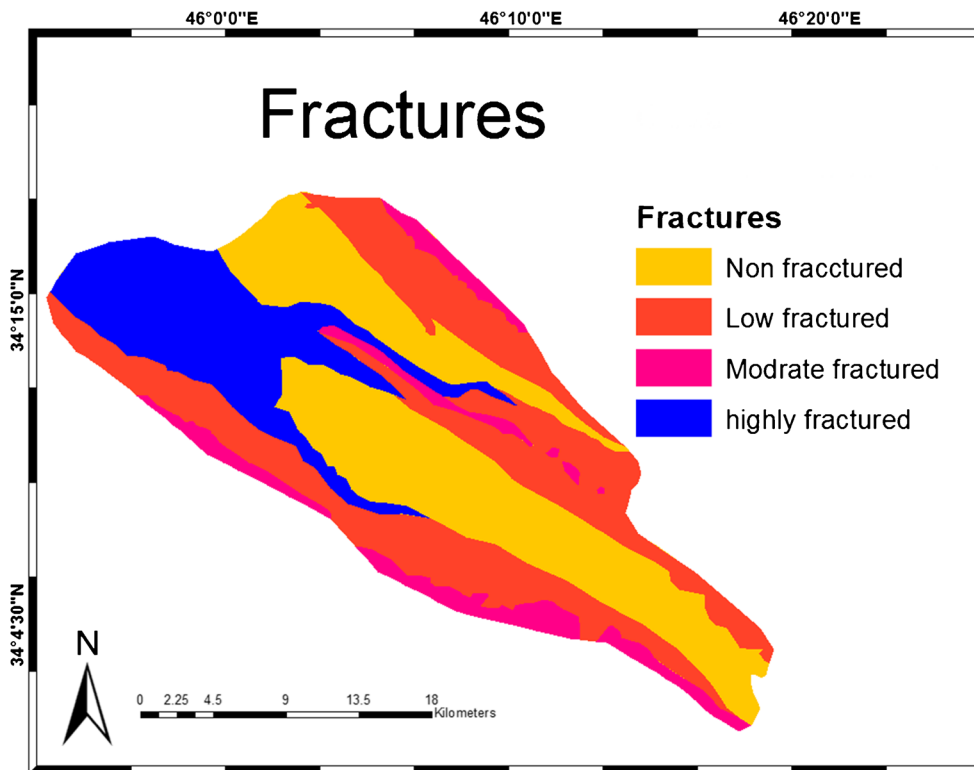 46°0'0"E 46°10'0"E 46°20'0"E
Fractures
Fractures
Non fracctured
Low fractured
Modrate fractured
highly fractured
34°15'0"N
34°4'30"N
N
0 2.25 4.5 9 13.5 18
Kilometers